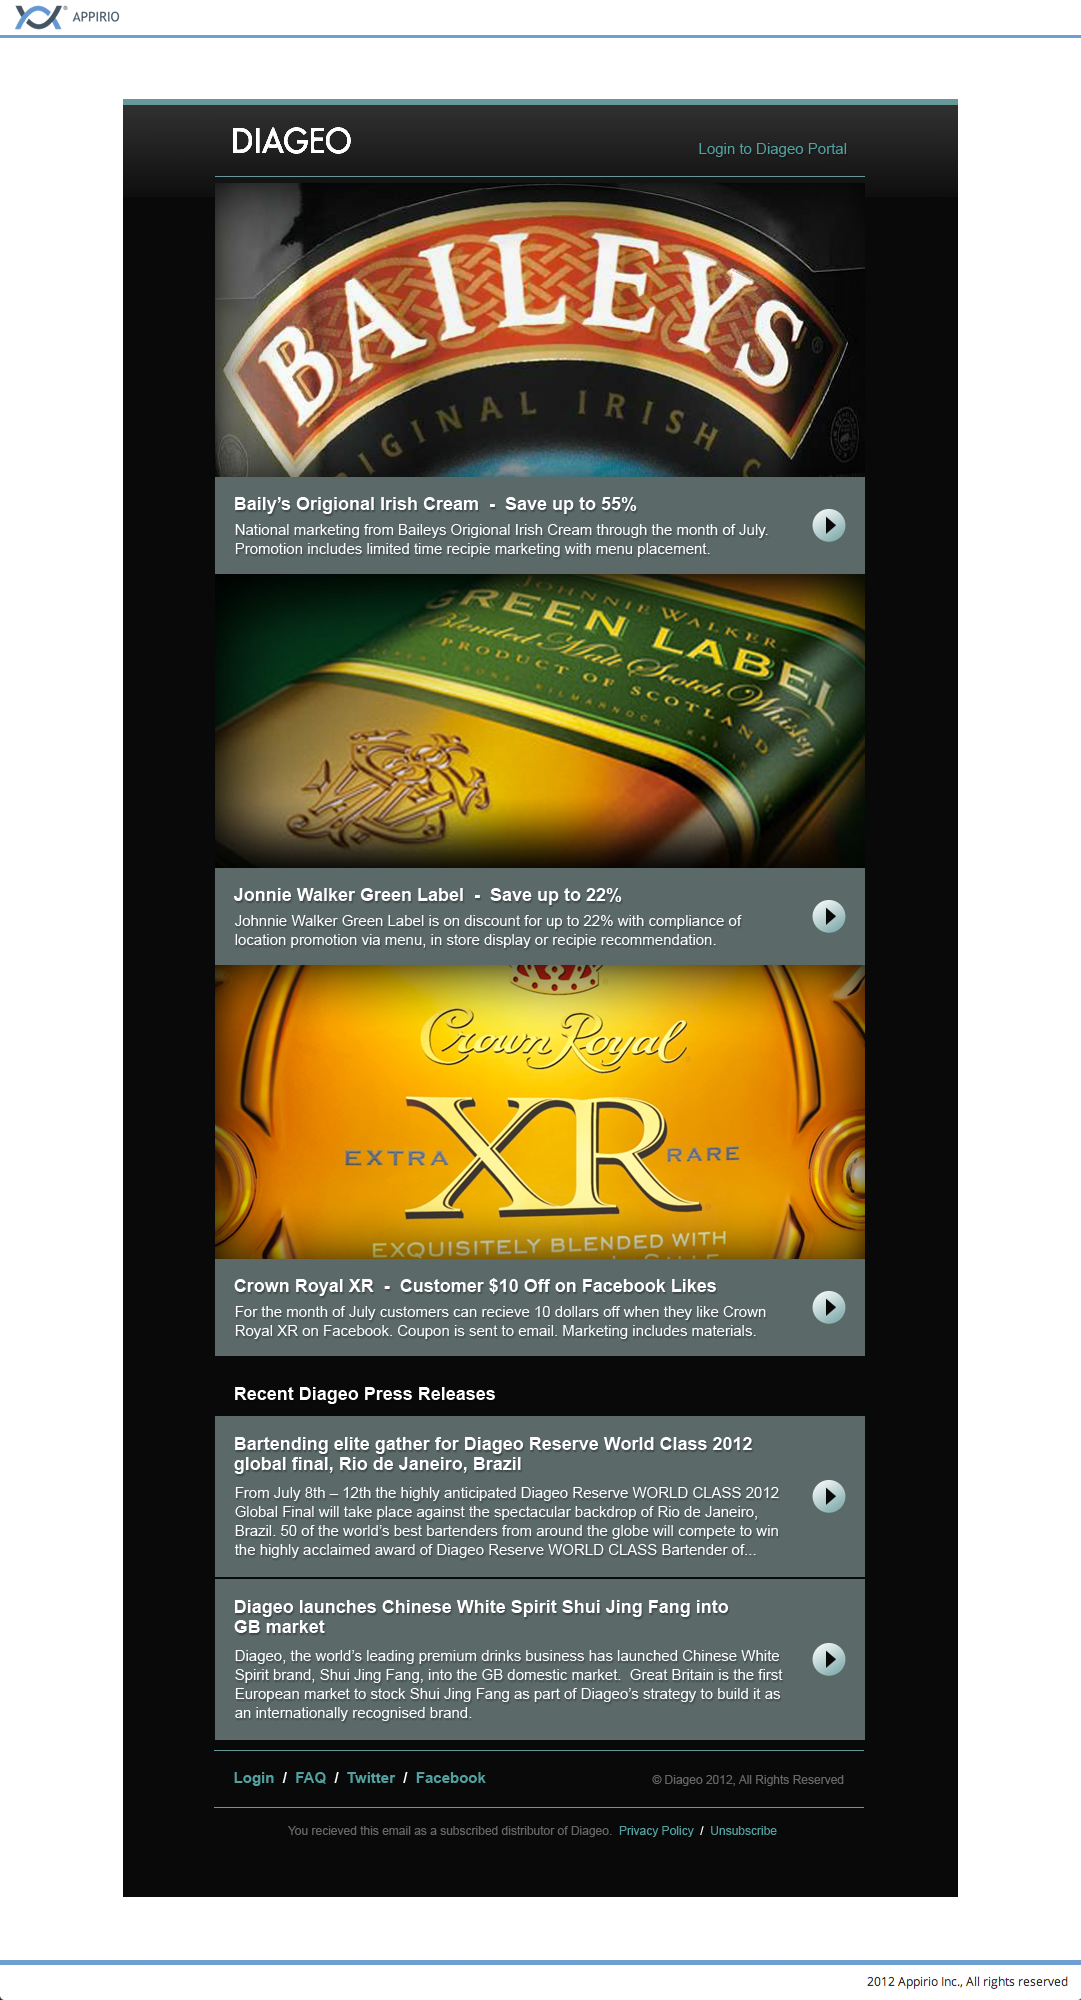 APPIRIO
DIAGEO
Login to Diageo Portal
BAILEYS
IGINAL IRISH C
Baily's Origional Irish Cream - Save up to 55%
National marketing from Baileys Origional Irish Cream through the month of July.
Promotion includes limited time recipie marketing with menu placement.
JOHNNIE WALKER
GREEN LABEL
Blended Malt Scotch Whisky
PRODUCT OF SCOTLAND
KILMARNOCK
Jonnie Walker Green Label - Save up to 22%
Johnnie Walker Green Label is on discount for up to 22% with compliance of
location promotion via menu, in store display or recipie recommendation.
Crown Royal
EXTRA XR RARE
EXQUISITELY BLENDED WITH
Crown Royal XR - Customer $10 Off on Facebook Likes
For the month of July customers can recieve 10 dollars off when they like Crown
Royal XR on Facebook. Coupon is sent to email. Marketing includes materials.
Recent Diageo Press Releases
Bartending elite gather for Diageo Reserve World Class 2012
global final, Rio de Janeiro, Brazil
From July 8th – 12th the highly anticipated Diageo Reserve WORLD CLASS 2012
Global Final will take place against the spectacular backdrop of Rio de Janeiro,
Brazil. 50 of the world's best bartenders from around the globe will compete to win
the highly acclaimed award of Diageo Reserve WORLD CLASS Bartender of...
Diageo launches Chinese White Spirit Shui Jing Fang into
GB market
Diageo, the world's leading premium drinks business has launched Chinese White
Spirit brand, Shui Jing Fang, into the GB domestic market.  Great Britain is the first
European market to stock Shui Jing Fang as part of Diageo's strategy to build it as
an internationally recognised brand.
Login / FAQ / Twitter / Facebook
© Diageo 2012, All Rights Reserved
You recieved this email as a subscribed distributor of Diageo. Privacy Policy / Unsubscribe
2012 Appirio Inc., All rights reserved